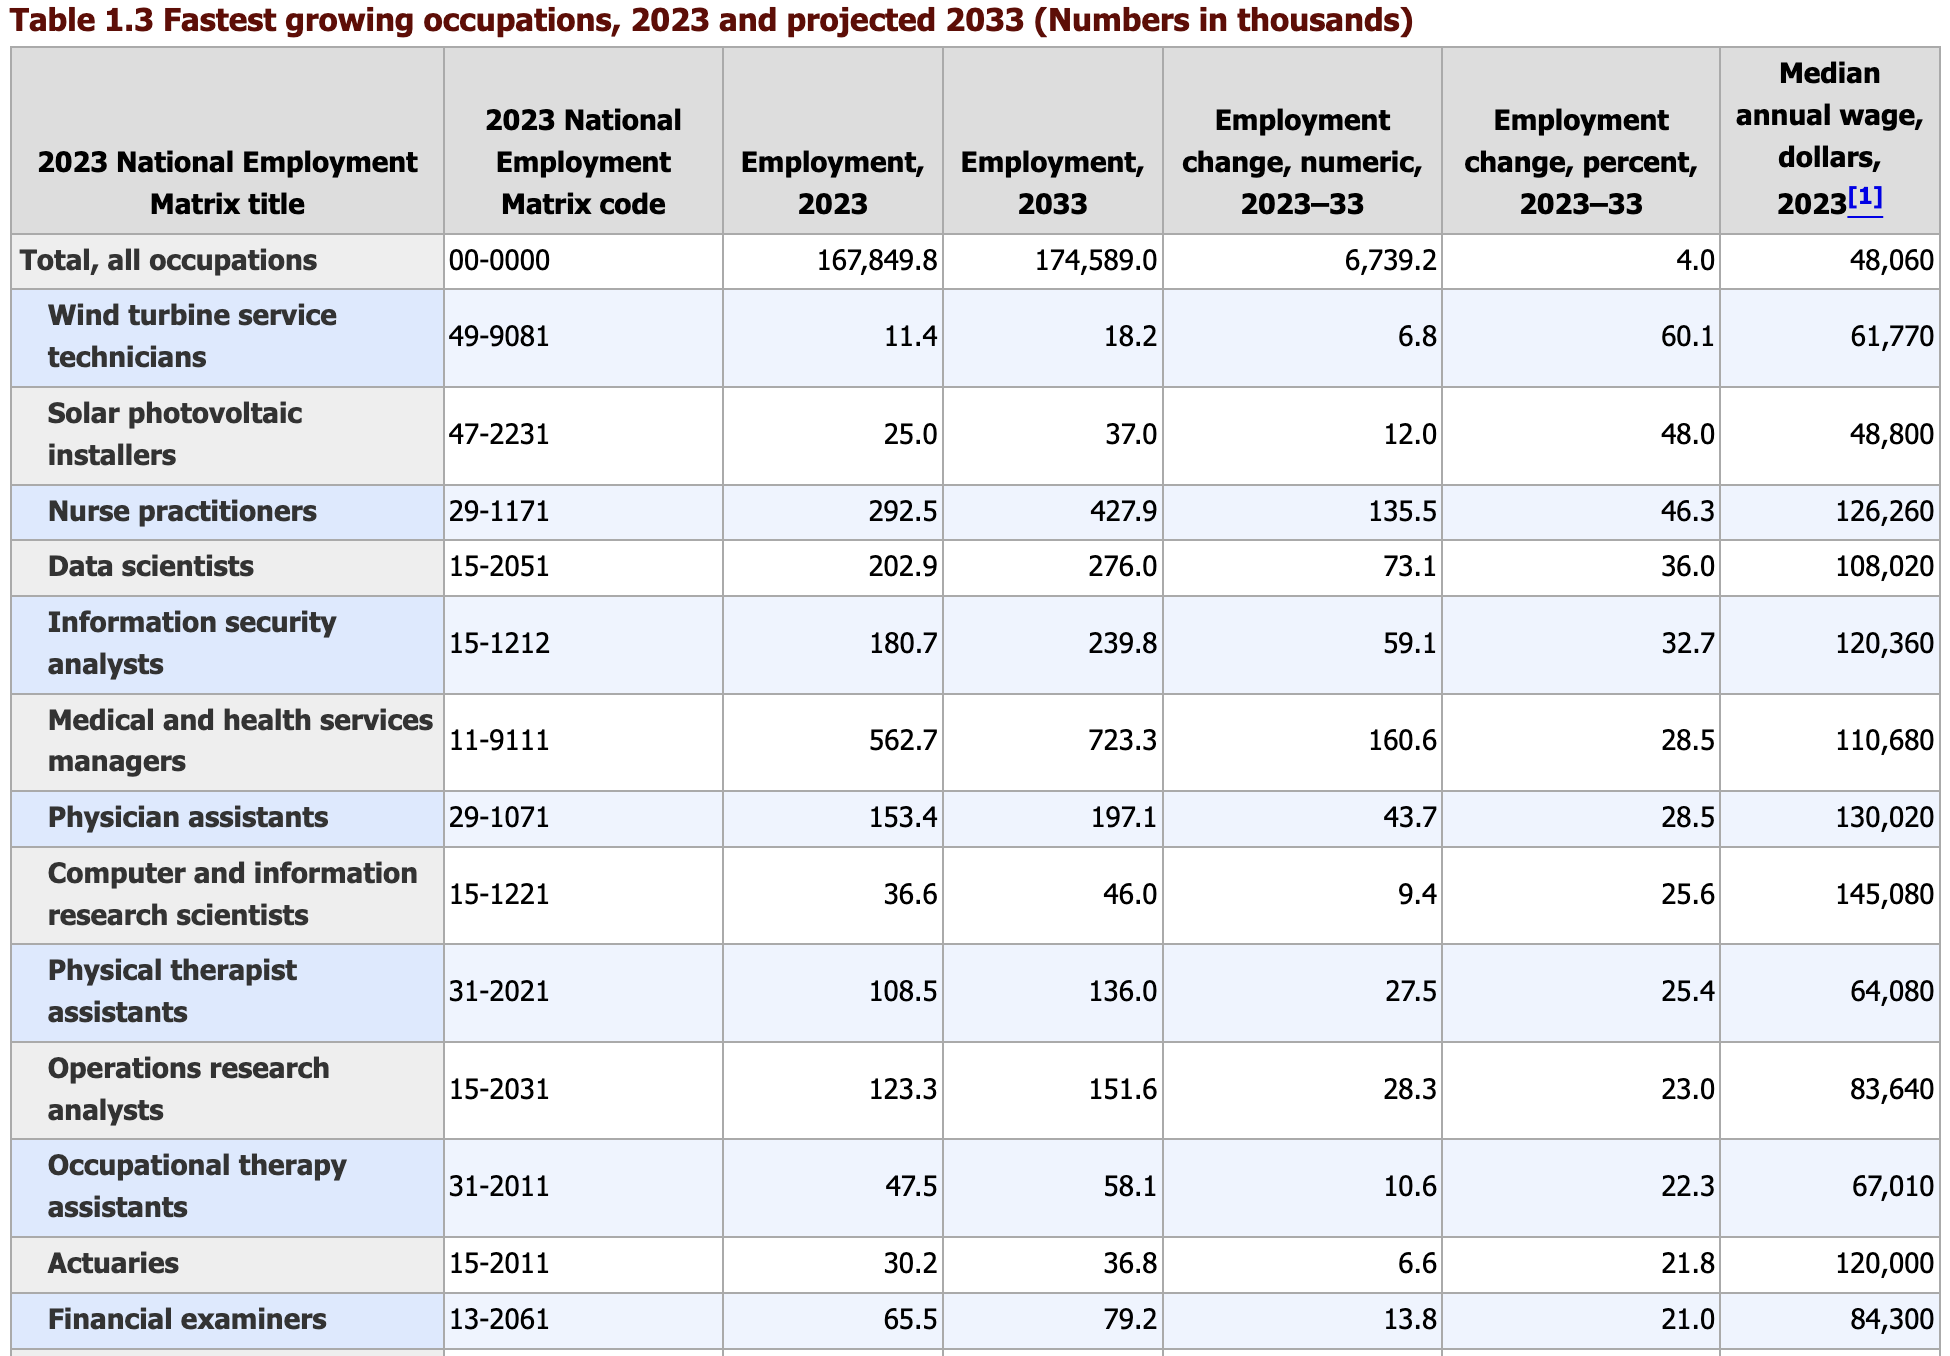 Table 1.3 Fastest growing occupations, 2023 and projected 2033 (Numbers in thousands)
2023 National Employment
Matrix title
2023 National
Employment
Matrix code
Employment,
2023
Employment,
2033
Employment
change, numeric,
2023–33
Employment
change, percent,
2023–33
Median
annual wage,
dollars,
2023[1]
Total, all occupations 00-0000 167,849.8 174,589.0 6,739.2 4.0 48,060
Wind turbine service
technicians
49-9081 11.4 18.2 6.8 60.1 61,770
Solar photovoltaic
installers
47-2231 25.0 37.0 12.0 48.0 48,800
Nurse practitioners 29-1171 292.5 427.9 135.5 46.3 126,260
Data scientists 15-2051 202.9 276.0 73.1 36.0 108,020
Information security
analysts
15-1212 180.7 239.8 59.1 32.7 120,360
Medical and health services
managers
11-9111 562.7 723.3 160.6 28.5 110,680
Physician assistants 29-1071 153.4 197.1 43.7 28.5 130,020
Computer and information
research scientists
15-1221 36.6 46.0 9.4 25.6 145,080
Physical therapist
assistants
31-2021 108.5 136.0 27.5 25.4 64,080
Operations research
analysts
15-2031 123.3 151.6 28.3 23.0 83,640
Occupational therapy
assistants
31-2011 47.5 58.1 10.6 22.3 67,010
Actuaries 15-2011 30.2 36.8 6.6 21.8 120,000
Financial examiners 13-2061 65.5 79.2 13.8 21.0 84,300